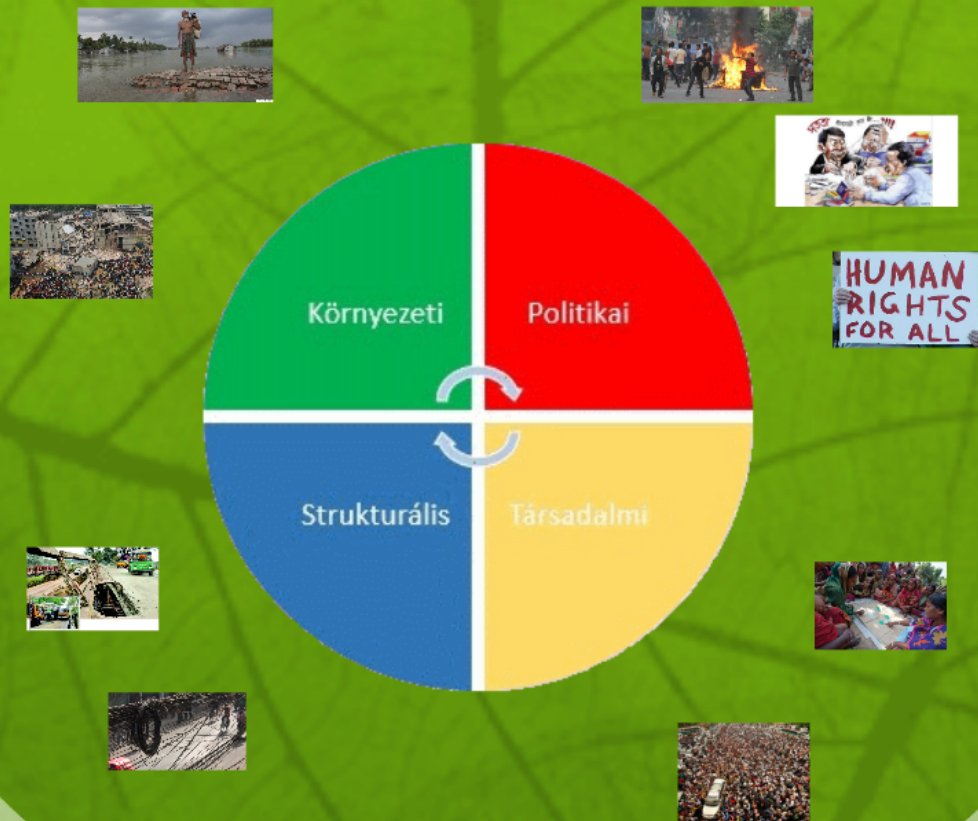 Környezeti
Politikai
HUMAN
RIGHTS
FOR ALL
Strukturális
Társadalmi